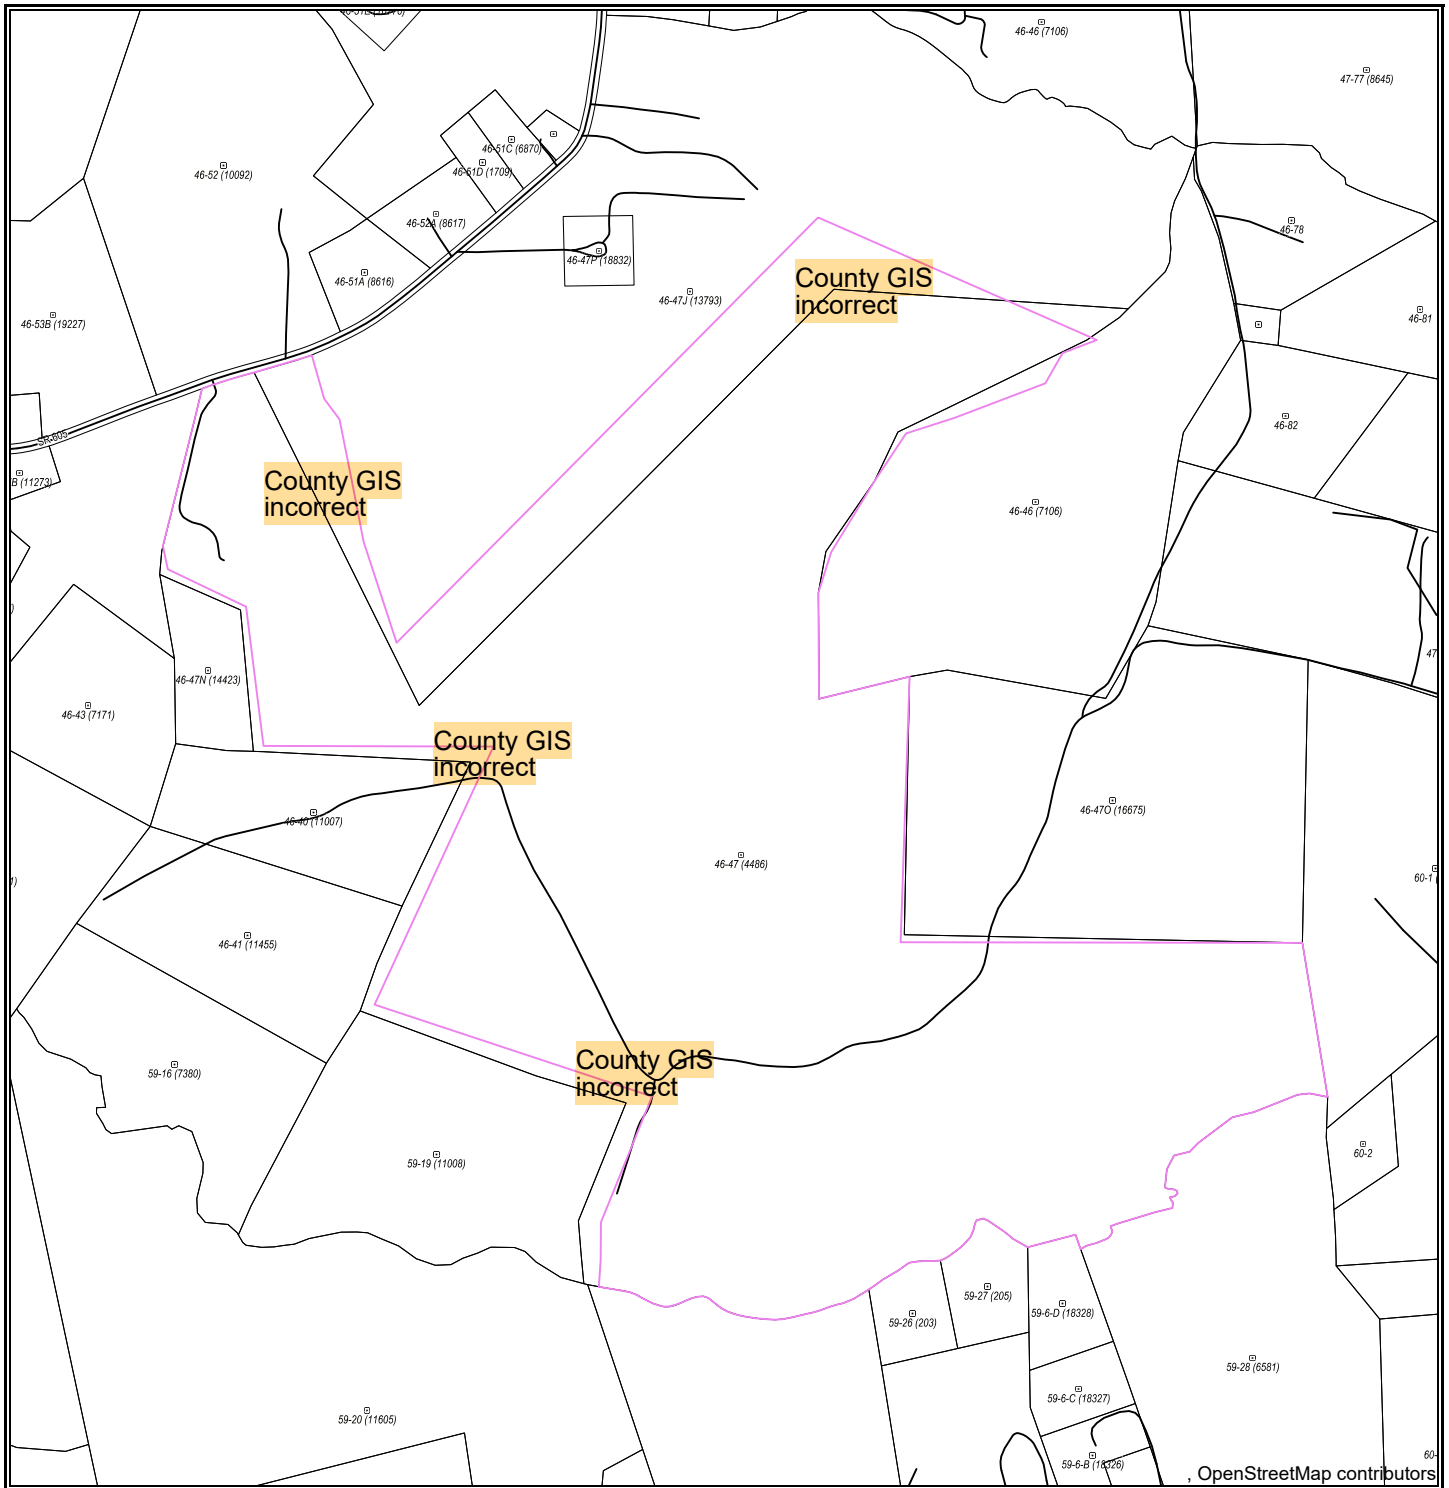 46-46 (7106)
47-77 (8645)
46-51C (6870)
46-51D (1709)
46-52 (10092)
46-52A (8617)
46-78
46-47P (18832)
46-51A (8616)
County GIS
incorrect
46-47J (13793)
46-53B (19227)
46-81
46-82
SR-605
County GIS
incorrect
B (11273)
46-46 (7106)
47
46-47N (14423)
46-43 (7171)
County GIS
incorrect
46-40 (11007)
46-47O (16675)
46-47 (4486)
60-1
46-41 (11455)
County GIS
incorrect
59-16 (7380)
59-19 (11008)
60-2
59-27 (205)
59-6-D (18328)
59-26 (203)
59-28 (6581)
59-6-C (18327)
59-20 (11605)
59-6-B (18326)
60-
, OpenStreetMap contributors